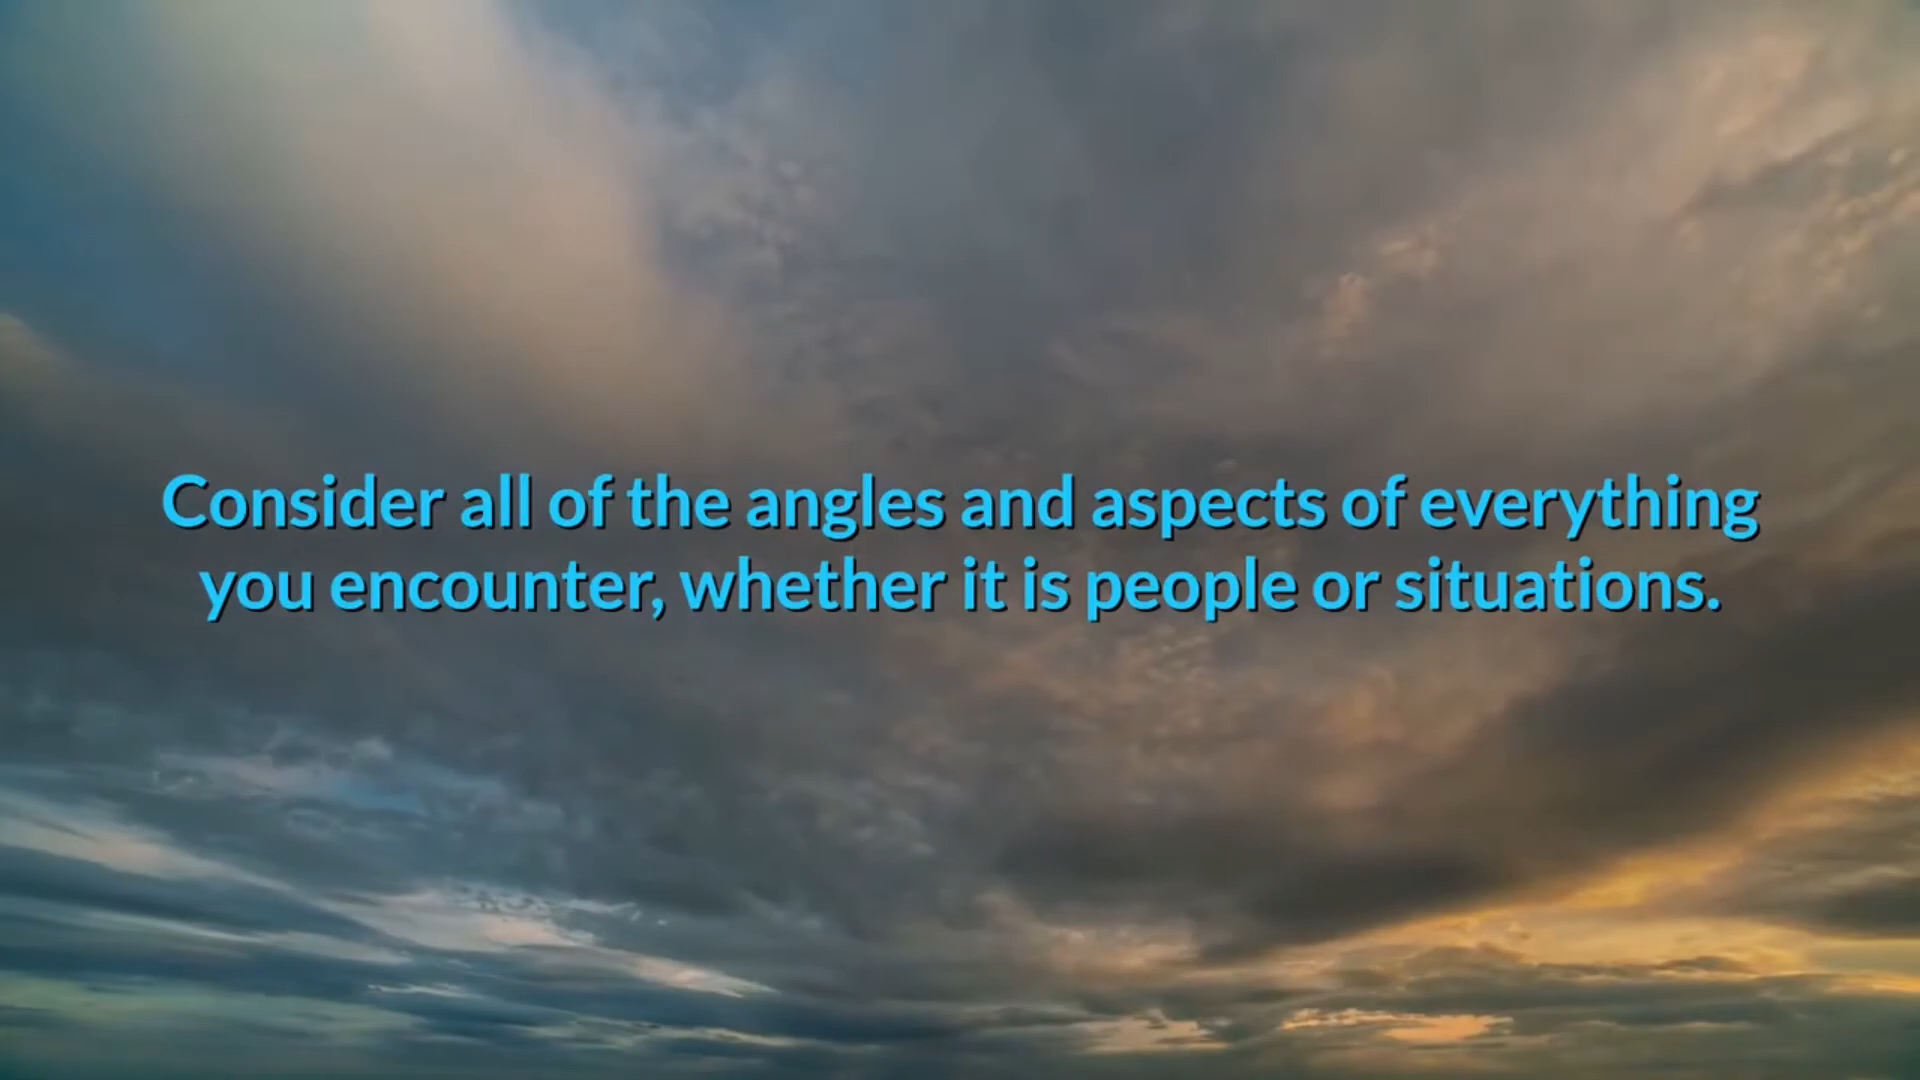 Consider all of the angles and aspects of everything
you encounter, whether it is people or situations.